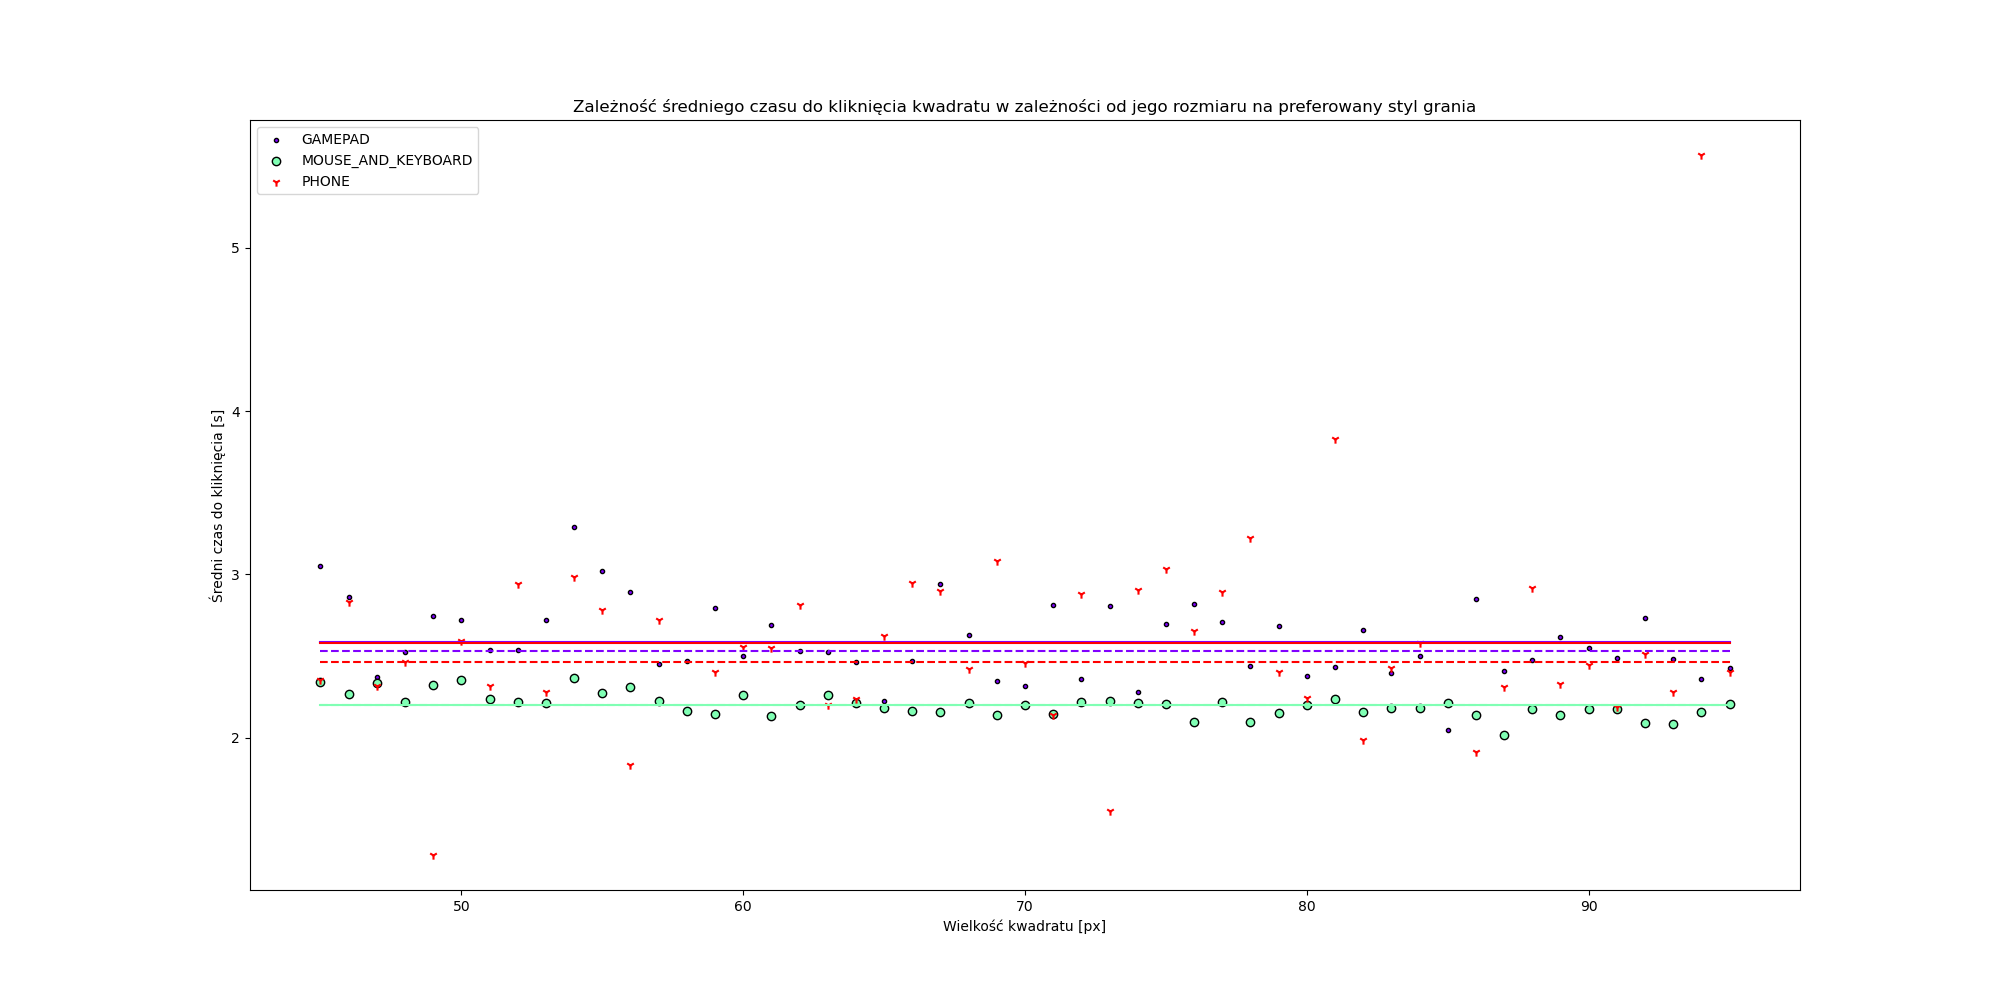 Zależność średniego czasu do kliknięcia kwadratu w zależności od jego rozmiaru na preferowany styl grania
GAMEPAD
MOUSE_AND_KEYBOARD
PHONE
5
4
3
2
Średni czas do kliknięcia [s]
50 60 70 80 90
Wielkość kwadratu [px]